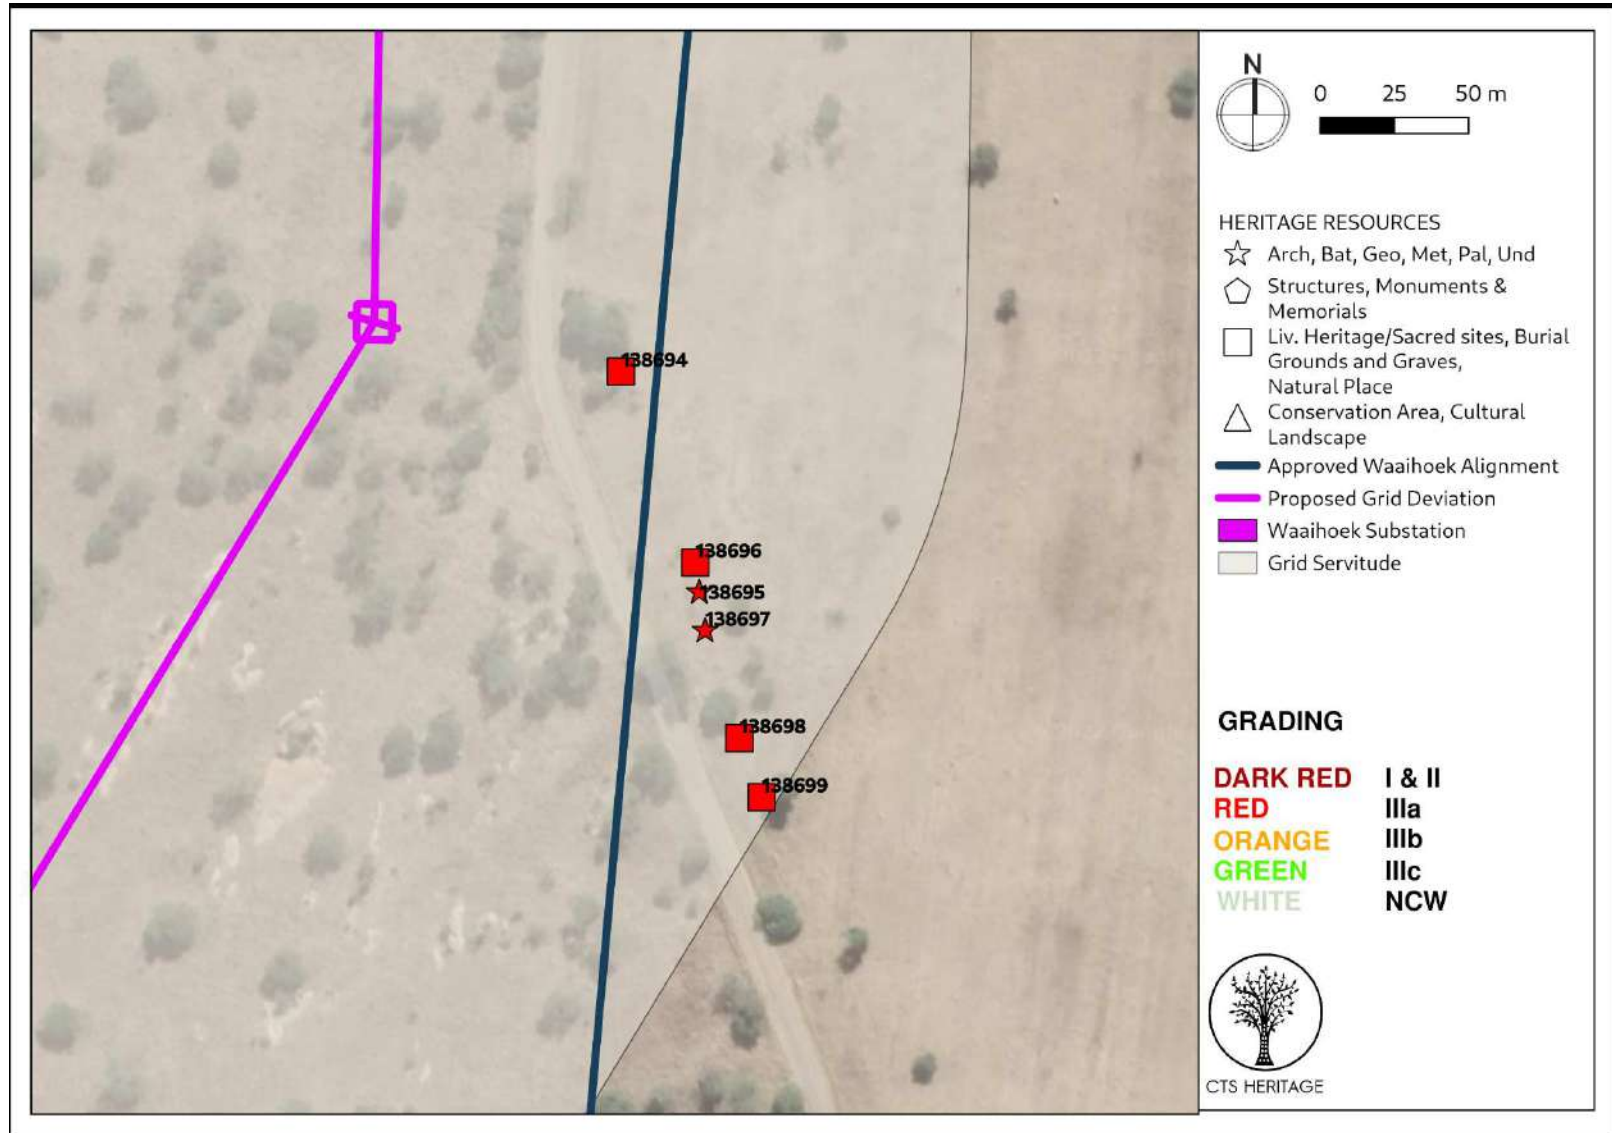 138694
138696
138695
138697
138698
138699
N
0 25 50 m
HERITAGE RESOURCES
Arch, Bat, Geo, Met, Pal, Und
Structures, Monuments &
Memorials
Liv. Heritage/Sacred sites, Burial
Grounds and Graves,
Natural Place
Conservation Area, Cultural
Landscape
Approved Waaihoek Alignment
Proposed Grid Deviation
Waaihoek Substation
Grid Servitude
GRADING
DARK RED I & II
RED IIIa
ORANGE IIIb
GREEN IIIc
WHITE NCW
CTS HERITAGE